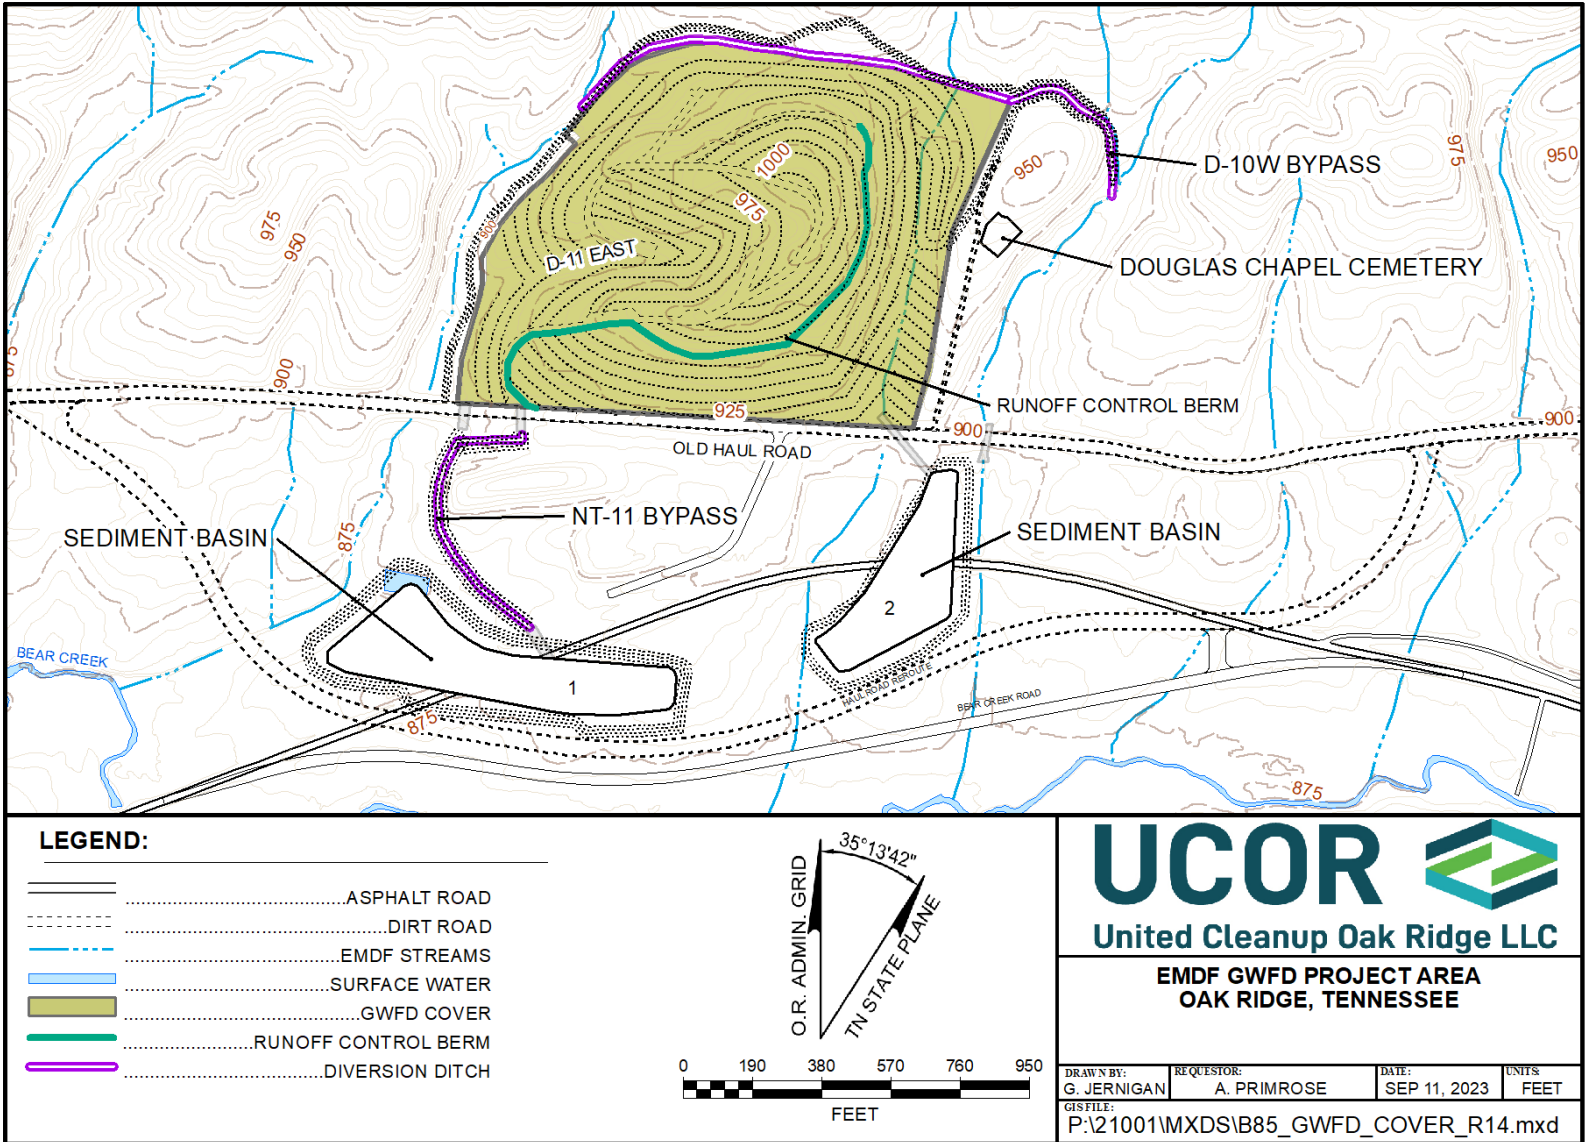 1000
975
950
D-10W BYPASS
975
950
975
950
900
D-11 EAST
DOUGLAS CHAPEL CEMETERY
875
900
925
RUNOFF CONTROL BERM
900
900
OLD HAUL ROAD
NT-11 BYPASS
SEDIMENT BASIN
875
SEDIMENT BASIN
2
BEAR CREEK
1
HAUL ROAD REROUTE
BEAR CREEK ROAD
875
875
LEGEND:
ASPHALT ROAD
DIRT ROAD
EMDF STREAMS
SURFACE WATER
GWFD COVER
RUNOFF CONTROL BERM
DIVERSION DITCH
35°13'42"
O.R. ADMIN. GRID
TN STATE PLANE
0 190 380 570 760 950
FEET
UCOR
United Cleanup Oak Ridge LLC
EMDF GWFD PROJECT AREA
OAK RIDGE, TENNESSEE
DRAWN BY: REQUESTOR: DATE: UNITS:
G. JERNIGAN A. PRIMROSE SEP 11, 2023 FEET
GIS FILE:
P:\21001\MXDS\B85_GWFD_COVER_R14.mxd